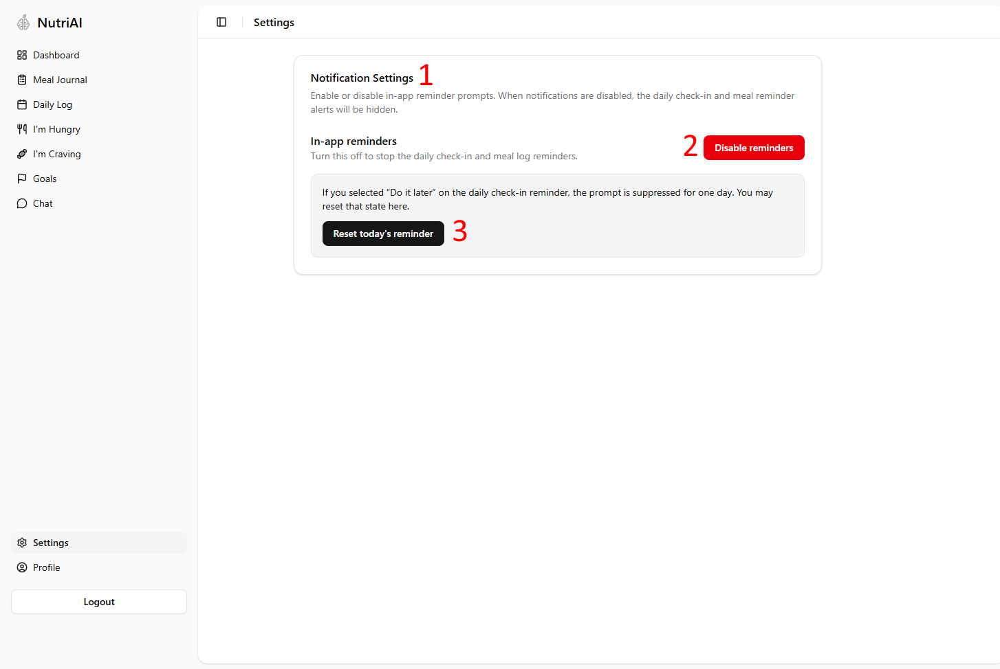 NutriAI
Dashboard
Meal Journal
Daily Log
I'm Hungry
I'm Craving
Goals
Chat
Settings
Profile
Logout
Settings
Notification Settings 1
Enable or disable in-app reminder prompts. When notifications are disabled, the daily check-in and meal reminder
alerts will be hidden.
In-app reminders
Turn this off to stop the daily check-in and meal log reminders.
2 Disable reminders
If you selected “Do it later” on the daily check-in reminder, the prompt is suppressed for one day. You may
reset that state here.
Reset today's reminder 3